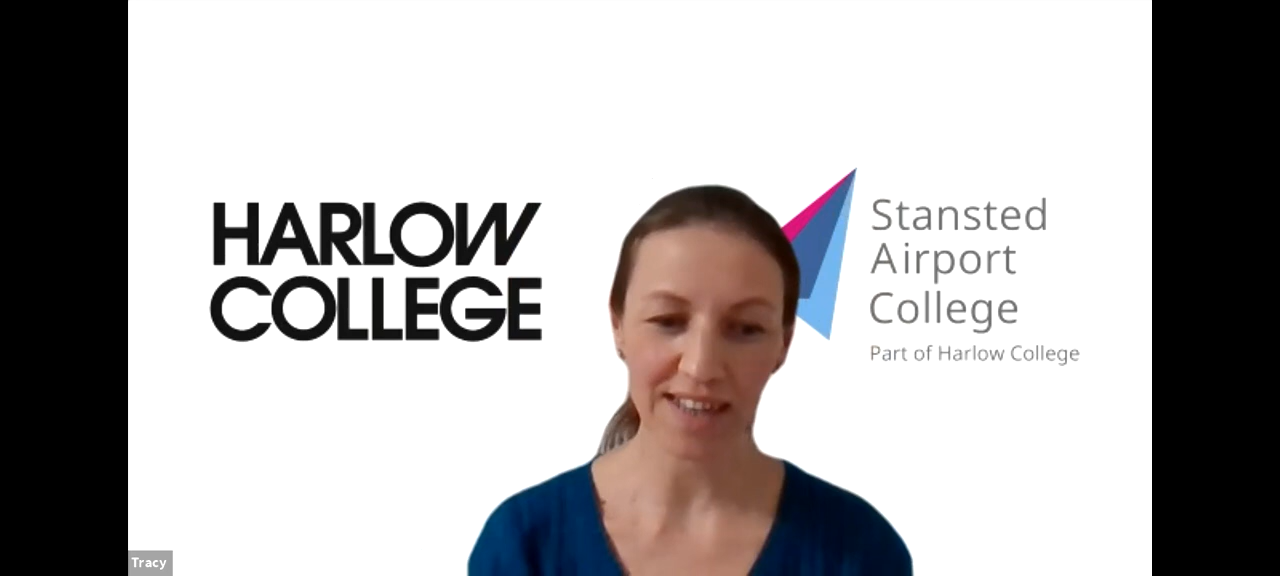 HARLOW
COLLEGE
Stansted
Airport
College
Part of Harlow College
Tracy